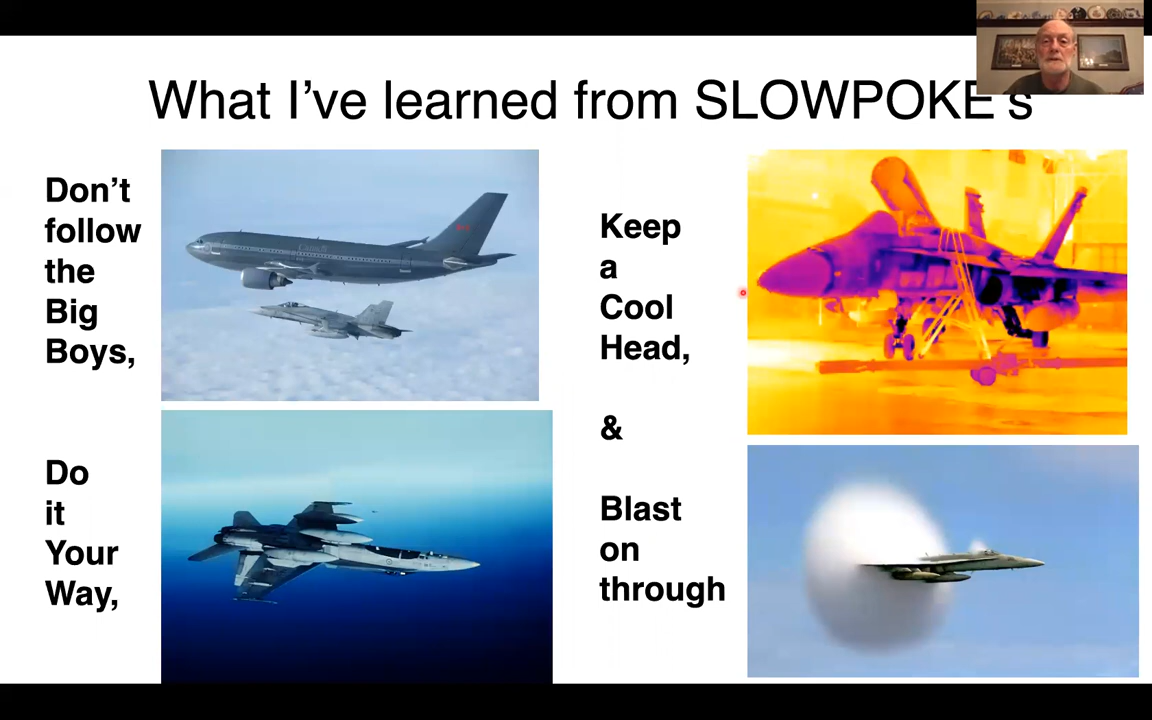 What I've learned from SLOWPOKE's
Don't
follow
the
Big
Boys,
Do
it
Your
Way,
Keep
a
Cool
Head,
&
Blast
on
through